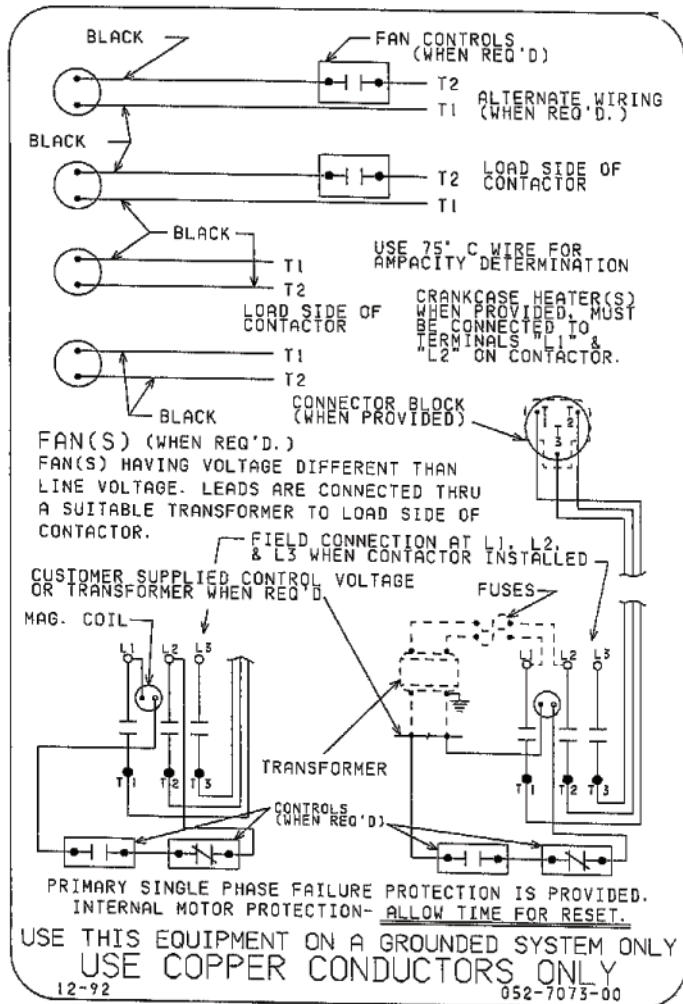 BLACK
FAN CONTROLS
(WHEN REQ'D)
T2
T1
ALTERNATE WIRING
(WHEN REQ'D.)
BLACK
T2
T1
LOAD SIDE OF
CONTACTOR
BLACK
T1
T2
LOAD SIDE OF
CONTACTOR
USE 75° C WIRE FOR
AMPACITY DETERMINATION
CRANKCASE HEATER(S)
WHEN PROVIDED, MUST
BE CONNECTED TO
TERMINALS "L1" &
"L2" ON CONTACTOR.
T1
T2
BLACK
CONNECTOR BLOCK
(WHEN PROVIDED)
T1 T2
T3
FAN(S) (WHEN REQ'D.)
FAN(S) HAVING VOLTAGE DIFFERENT THAN
LINE VOLTAGE. LEADS ARE CONNECTED THRU
A SUITABLE TRANSFORMER TO LOAD SIDE OF
CONTACTOR.
FIELD CONNECTION AT L1, L2,
& L3 WHEN CONTACTOR INSTALLED
CUSTOMER SUPPLIED CONTROL VOLTAGE
OR TRANSFORMER WHEN REQ'D
FUSES
MAG. COIL
L1 L2 L3
L1 L2 L3
TRANSFORMER
T1 T2 T3
T1 T2 T3
CONTROLS
(WHEN REQ'D)
PRIMARY SINGLE PHASE FAILURE PROTECTION IS PROVIDED.
INTERNAL MOTOR PROTECTION- ALLOW TIME FOR RESET.
USE THIS EQUIPMENT ON A GROUNDED SYSTEM ONLY
USE COPPER CONDUCTORS ONLY
12-92
052-7073-00